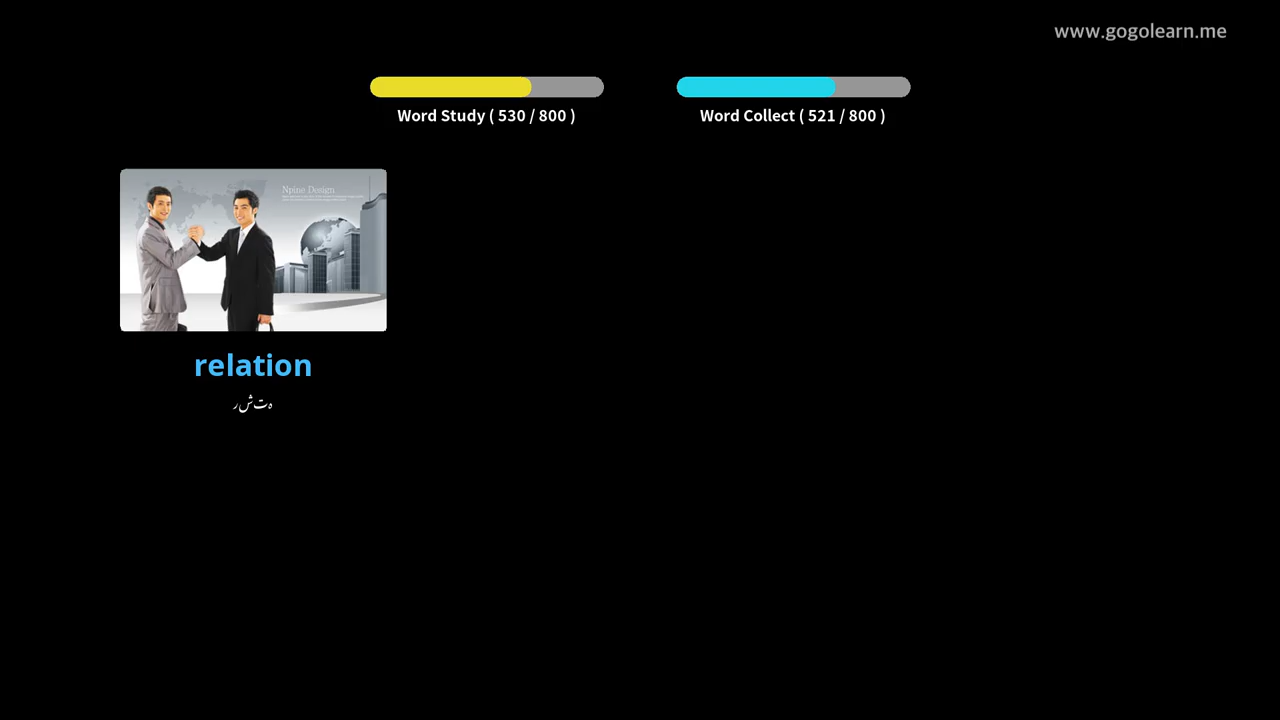 www.gogolearn.me
Word Study ( 530 / 800 )
Word Collect ( 521 / 800 )
Npine Design
relation
رشتہ